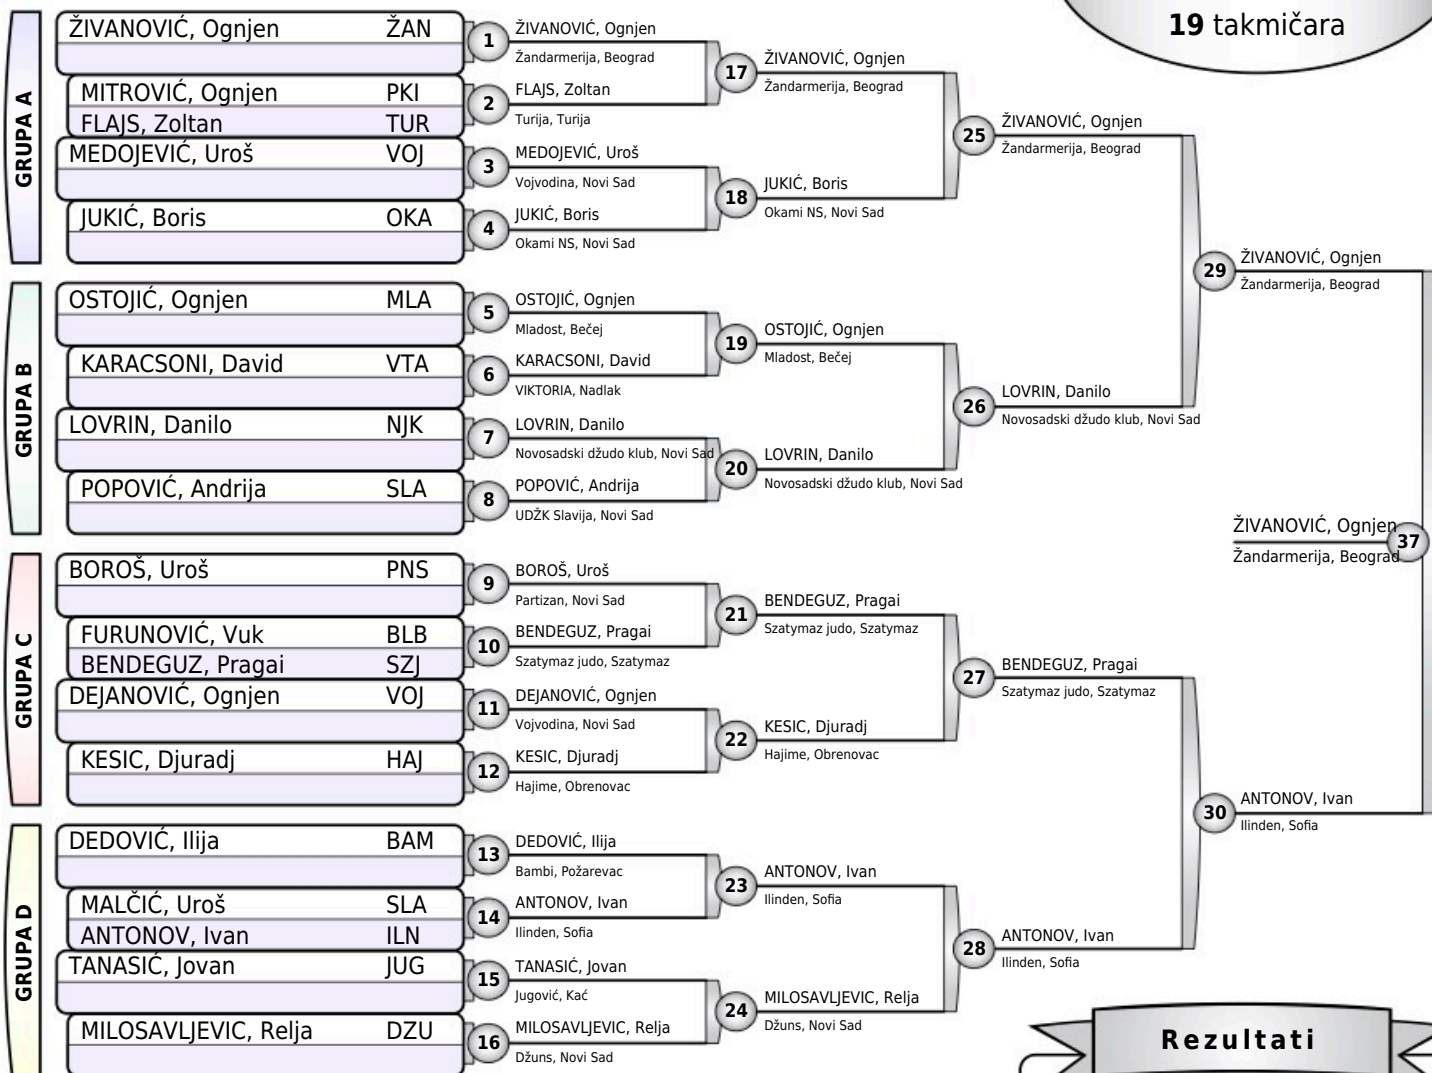 19 takmičara
GRUPA A
ŽIVANOVIĆ, Ognjen ŽAN
MITROVIĆ, Ognjen PKI
FLAJS, Zoltan TUR
MEDOJEVIĆ, Uroš VOJ
JUKIĆ, Boris OKA
GRUPA B
OSTOJIĆ, Ognjen MLA
KARACSONI, David VTA
LOVRIN, Danilo NJK
POPOVIĆ, Andrija SLA
GRUPA C
BOROŠ, Uroš PNS
FURUNOVIĆ, Vuk BLB
BENDEGUZ, Pragai SZJ
DEJANOVIĆ, Ognjen VOJ
KESIC, Djuradj HAJ
GRUPA D
DEDOVIĆ, Ilija BAM
MALČIĆ, Uroš SLA
ANTONOV, Ivan ILN
TANASIĆ, Jovan JUG
MILOSAVLJEVIC, Relja DZU
1 ŽIVANOVIĆ, Ognjen
Žandarmerija, Beograd
2 FLAJS, Zoltan
Turija, Turija
3 MEDOJEVIĆ, Uroš
Vojvodina, Novi Sad
4 JUKIĆ, Boris
Okami NS, Novi Sad
5 OSTOJIĆ, Ognjen
Mladost, Bečej
6 KARACSONI, David
VIKTORIA, Nadlak
7 LOVRIN, Danilo
Novosadski džudo klub, Novi Sad
8 POPOVIĆ, Andrija
UDŽK Slavija, Novi Sad
9 BOROŠ, Uroš
Partizan, Novi Sad
10 BENDEGUZ, Pragai
Szatymaz judo, Szatymaz
11 DEJANOVIĆ, Ognjen
Vojvodina, Novi Sad
12 KESIC, Djuradj
Hajime, Obrenovac
13 DEDOVIĆ, Ilija
Bambi, Požarevac
14 ANTONOV, Ivan
Ilinden, Sofia
15 TANASIĆ, Jovan
Jugović, Kać
16 MILOSAVLJEVIC, Relja
Džuns, Novi Sad
17 ŽIVANOVIĆ, Ognjen
Žandarmerija, Beograd
18 JUKIĆ, Boris
Okami NS, Novi Sad
19 OSTOJIĆ, Ognjen
Mladost, Bečej
20 LOVRIN, Danilo
Novosadski džudo klub, Novi Sad
21 BENDEGUZ, Pragai
Szatymaz judo, Szatymaz
22 KESIC, Djuradj
Hajime, Obrenovac
23 ANTONOV, Ivan
Ilinden, Sofia
24 MILOSAVLJEVIC, Relja
Džuns, Novi Sad
25 ŽIVANOVIĆ, Ognjen
Žandarmerija, Beograd
26 LOVRIN, Danilo
Novosadski džudo klub, Novi Sad
27 BENDEGUZ, Pragai
Szatymaz judo, Szatymaz
28 ANTONOV, Ivan
Ilinden, Sofia
29 ŽIVANOVIĆ, Ognjen
Žandarmerija, Beograd
30 ANTONOV, Ivan
Ilinden, Sofia
ŽIVANOVIĆ, Ognjen 37
Žandarmerija, Beograd
Rezultati